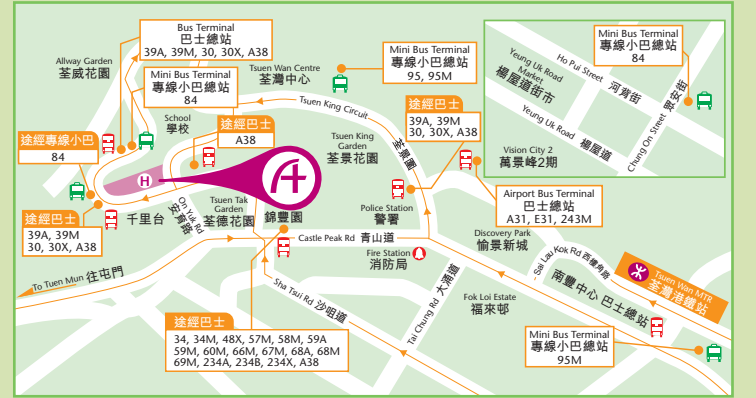 Bus Terminal
巴士總站
39A, 39M, 30, 30X, A38
Allway Garden
荃威花園
Mini Bus Terminal
專線小巴總站
84
School
學校
Tsuen Wan Centre
荃灣中心
Mini Bus Terminal
專線小巴總站
95, 95M
Tsuen King Circuit
荃景圍
途經巴士
39A, 39M
30, 30X, A38
途經巴士
A38
途經專線小巴
84
H
Tsuen King
Garden
荃景花園
Yeung Uk Road
Market
楊屋道街市
Ho Pui Street
河背街
Mini Bus Terminal
專線小巴總站
84
Yeung Uk Road
楊屋道
Chung On Street 眾安街
Vision City 2
萬景峰2期
Airport Bus Terminal
巴士總站
A31, E31, 243M
Police Station
警署
千里台
On Yuk Rd
安育路
Tsuen Tak
Garden
荃德花園
錦豐園
途經巴士
39A, 39M
30, 30X, A38
Castle Peak Rd 青山道
Discovery Park
愉景新城
Fire Station
消防局
To Tuen Mun 往屯門
Sha Tsui Rd 沙咀道
Tai Chung Rd 大涌道
Sai Lau Kok Rd 西樓角路
Tsuen Wan MTR
荃灣港鐵站
南豐中心 巴士總站
Fok Loi Estate
福來邨
途經巴士
34, 34M, 48X, 57M, 58M, 59A
59M, 60M, 66M, 67M, 68A, 68M
69M, 234A, 234B, 234X, A38
Mini Bus Terminal
專線小巴總站
95M